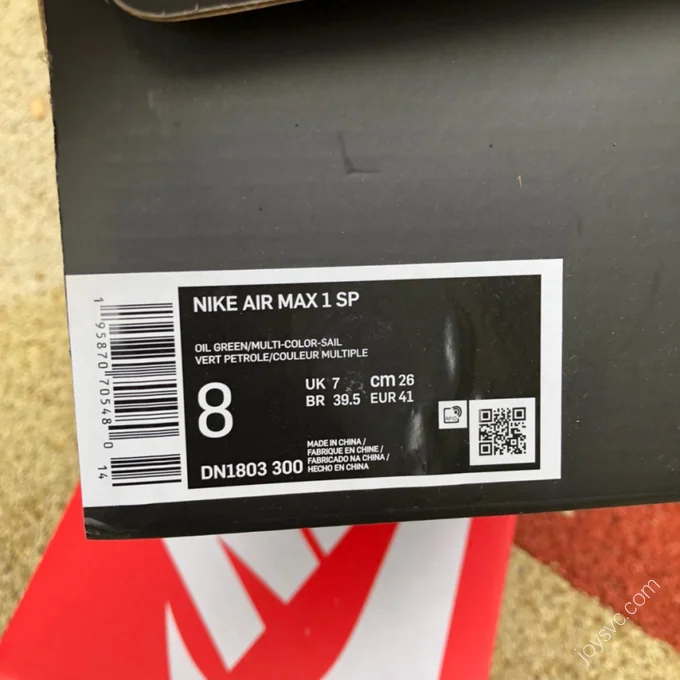 NIKE AIR MAX 1 SP
OIL GREEN/MULTI-COLOR-SAIL
VERT PETROLE/COULEUR MULTIPLE
8
UK 7 cm 26
BR 39.5 EUR 41
DN1803 300
MADE IN CHINA /
FABRIQUE EN CHINE /
FABRICADO NA CHINA /
HECHO EN CHINA
RFID
1 95870 70548 0 14
joysvc.com